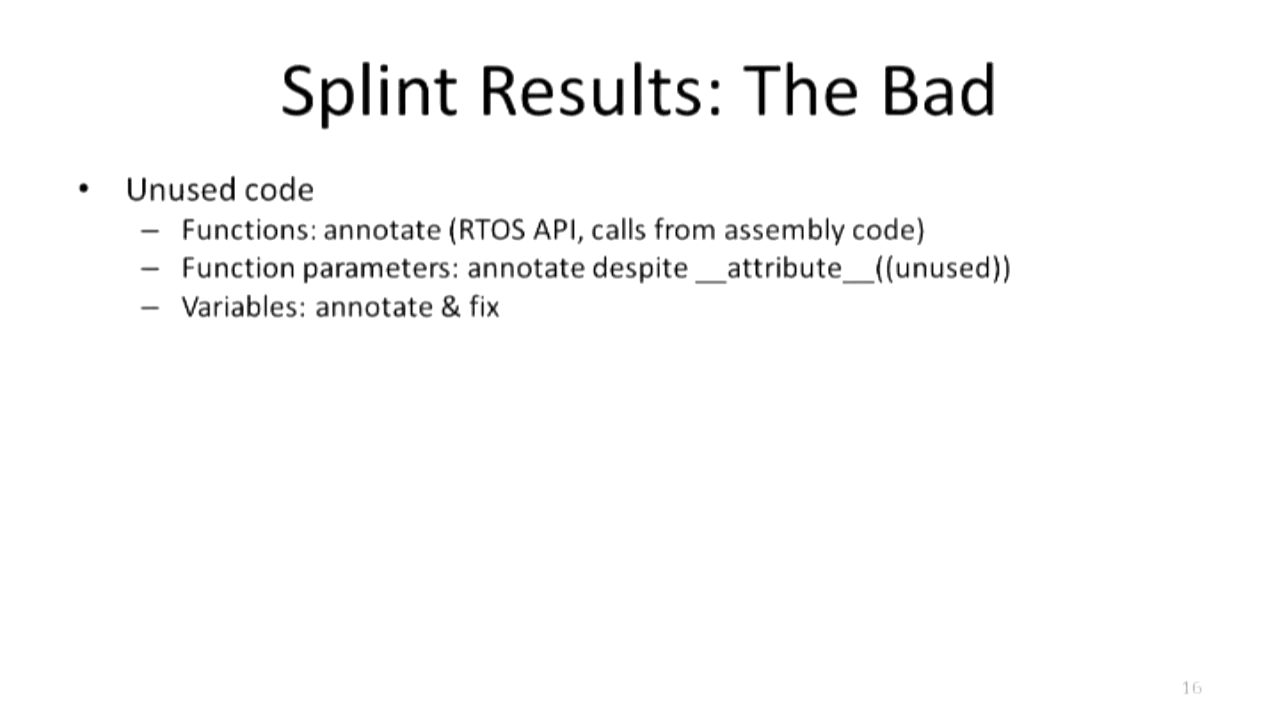 Splint Results: The Bad
• Unused code
– Functions: annotate (RTOS API, calls from assembly code)
– Function parameters: annotate despite __attribute__((unused))
– Variables: annotate & fix
16